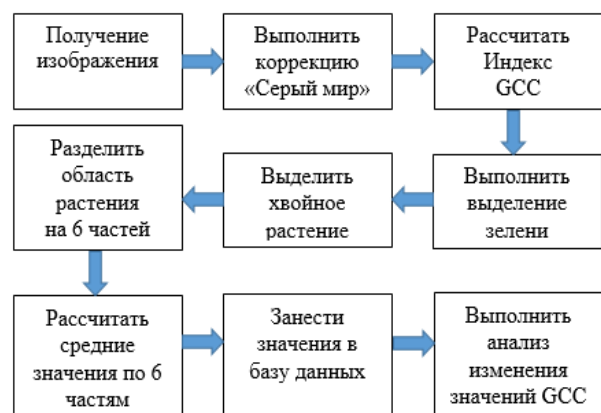 Получение
изображения
Выполнить
коррекцию
«Серый мир»
Рассчитать
Индекс
GCC
Выполнить
выделение
зелени
Выделить
хвойное
растение
Разделить
область
растения
на 6 частей
Рассчитать
средние
значения по 6
частям
Занести
значения в
базу данных
Выполнить
анализ
изменения
значений GCC